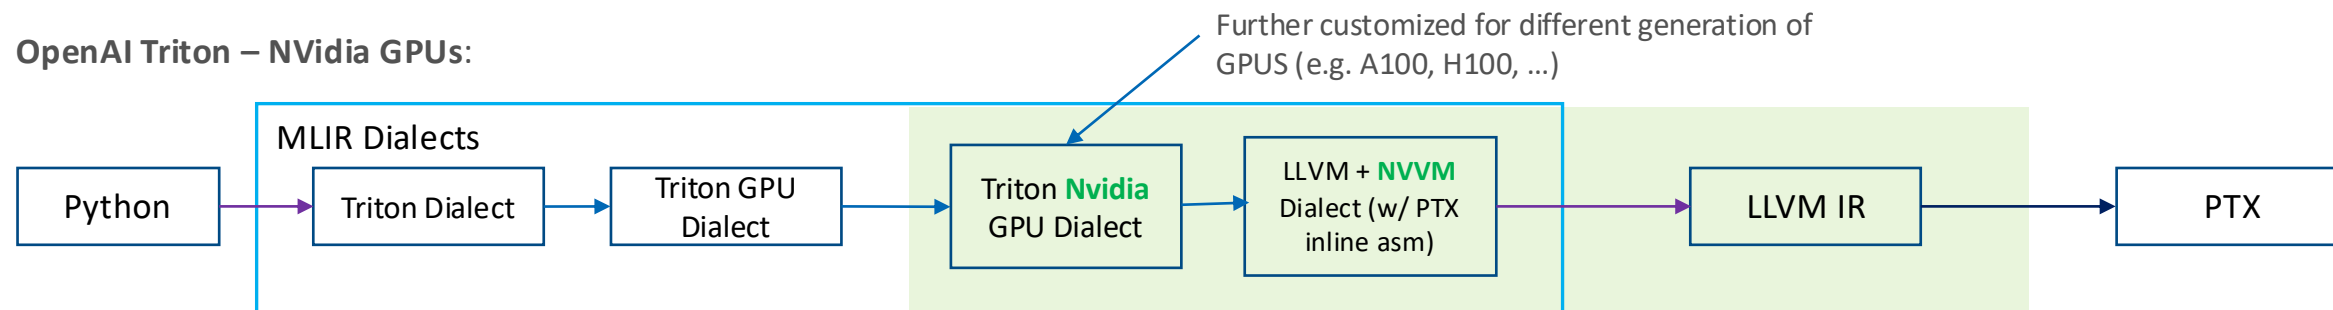 Further customized for different generation of
GPUS (e.g. A100, H100, ...)
OpenAI Triton – NVidia GPUs:
MLIR Dialects
Python
Triton Dialect
Triton GPU
Dialect
Triton Nvidia
GPU Dialect
LLVM + NVVM
Dialect (w/ PTX
inline asm)
LLVM IR
PTX